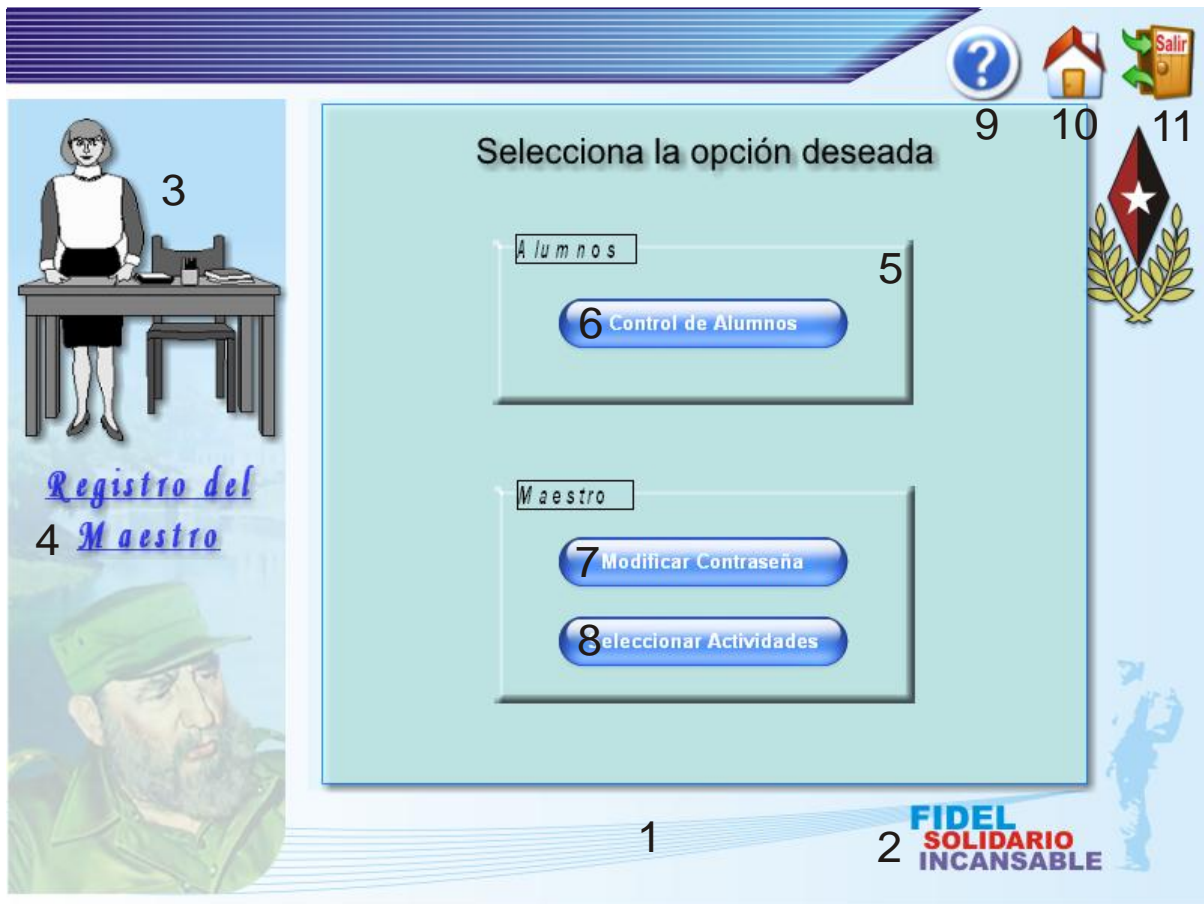 Salir
9
10
11
3
Selecciona la opción deseada
Alumnos
5
6 Control de Alumnos
Registro del
4 Maestro
Maestro
7 Modificar Contraseña
8 Seleccionar Actividades
1
2
FIDEL
SOLIDARIO
INCANSABLE